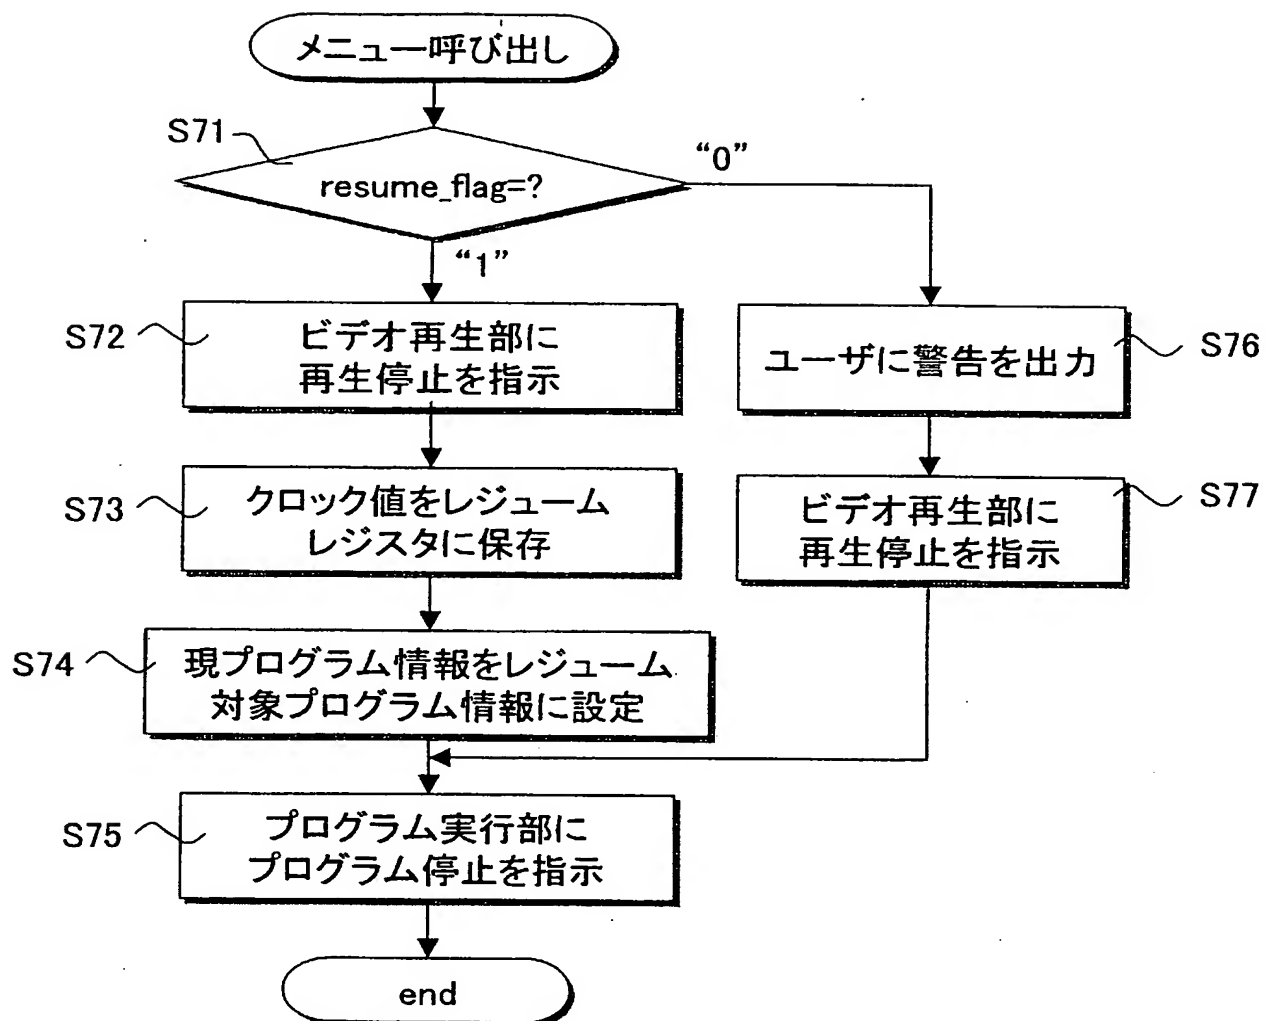 メニュー呼び出し
S71
resume_flag=?
“0”
“1”
S72
ビデオ再生部に
再生停止を指示
S73
クロック値をレジューム
レジスタに保存
S74
現プログラム情報をレジューム
対象プログラム情報に設定
S75
プログラム実行部に
プログラム停止を指示
end
ユーザに警告を出力
S76
ビデオ再生部に
再生停止を指示
S77